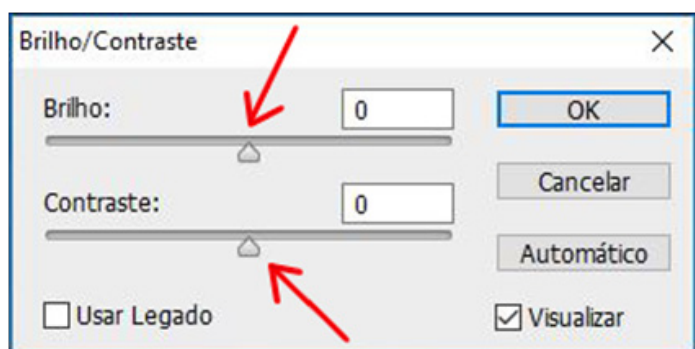 Brilho/Contraste
Brilho: 0
OK
Cancelar
Contraste: 0
Automático
Usar Legado
Visualizar